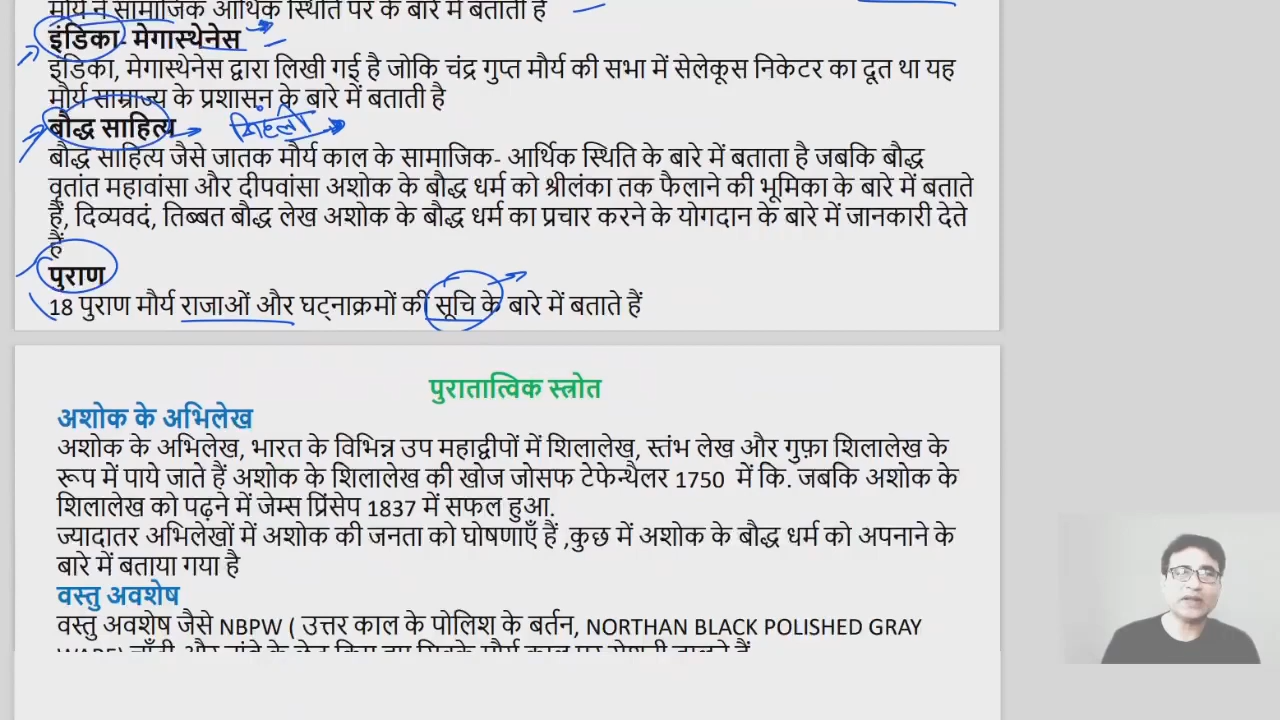 मौर्य ने सामाजिक आर्थिक स्थिति पर के बारे में बताती है
इंडिका- मेगास्थेनेस
इंडिका, मेगास्थेनेस द्वारा लिखी गई है जोकि चंद्र गुप्त मौर्य की सभा में सेलेकूस निकेटर का दूत था यह
मौर्य साम्राज्य के प्रशासन के बारे में बताती है
बौद्ध साहित्य
बौद्ध साहित्य जैसे जातक मौर्य काल के सामाजिक- आर्थिक स्थिति के बारे में बताता है जबकि बौद्ध
वृतांत महावांसा और दीपवांसा अशोक के बौद्ध धर्म को श्रीलंका तक फैलाने की भूमिका के बारे में बताते
हैं, दिव्यवदं, तिब्बत बौद्ध लेख अशोक के बौद्ध धर्म का प्रचार करने के योगदान के बारे में जानकारी देते
हैं
पुराण
18 पुराण मौर्य राजाओं और घट्नाक्रमों की सूचि के बारे में बताते हैं
पुरातात्विक स्त्रोत
अशोक के अभिलेख
अशोक के अभिलेख, भारत के विभिन्न उप महाद्वीपों में शिलालेख, स्तंभ लेख और गुफ़ा शिलालेख के
रूप में पाये जाते हैं अशोक के शिलालेख की खोज जोसफ टेफेन्थैलर 1750 में कि. जबकि अशोक के
शिलालेख को पढ़ने में जेम्स प्रिंसेप 1837 में सफल हुआ.
ज्यादातर अभिलेखों में अशोक की जनता को घोषणाएँ हैं ,कुछ में अशोक के बौद्ध धर्म को अपनाने के
बारे में बताया गया है
वस्तु अवशेष
वस्तु अवशेष जैसे NBPW ( उत्तर काल के पोलिश के बर्तन, NORTHAN BLACK POLISHED GRAY